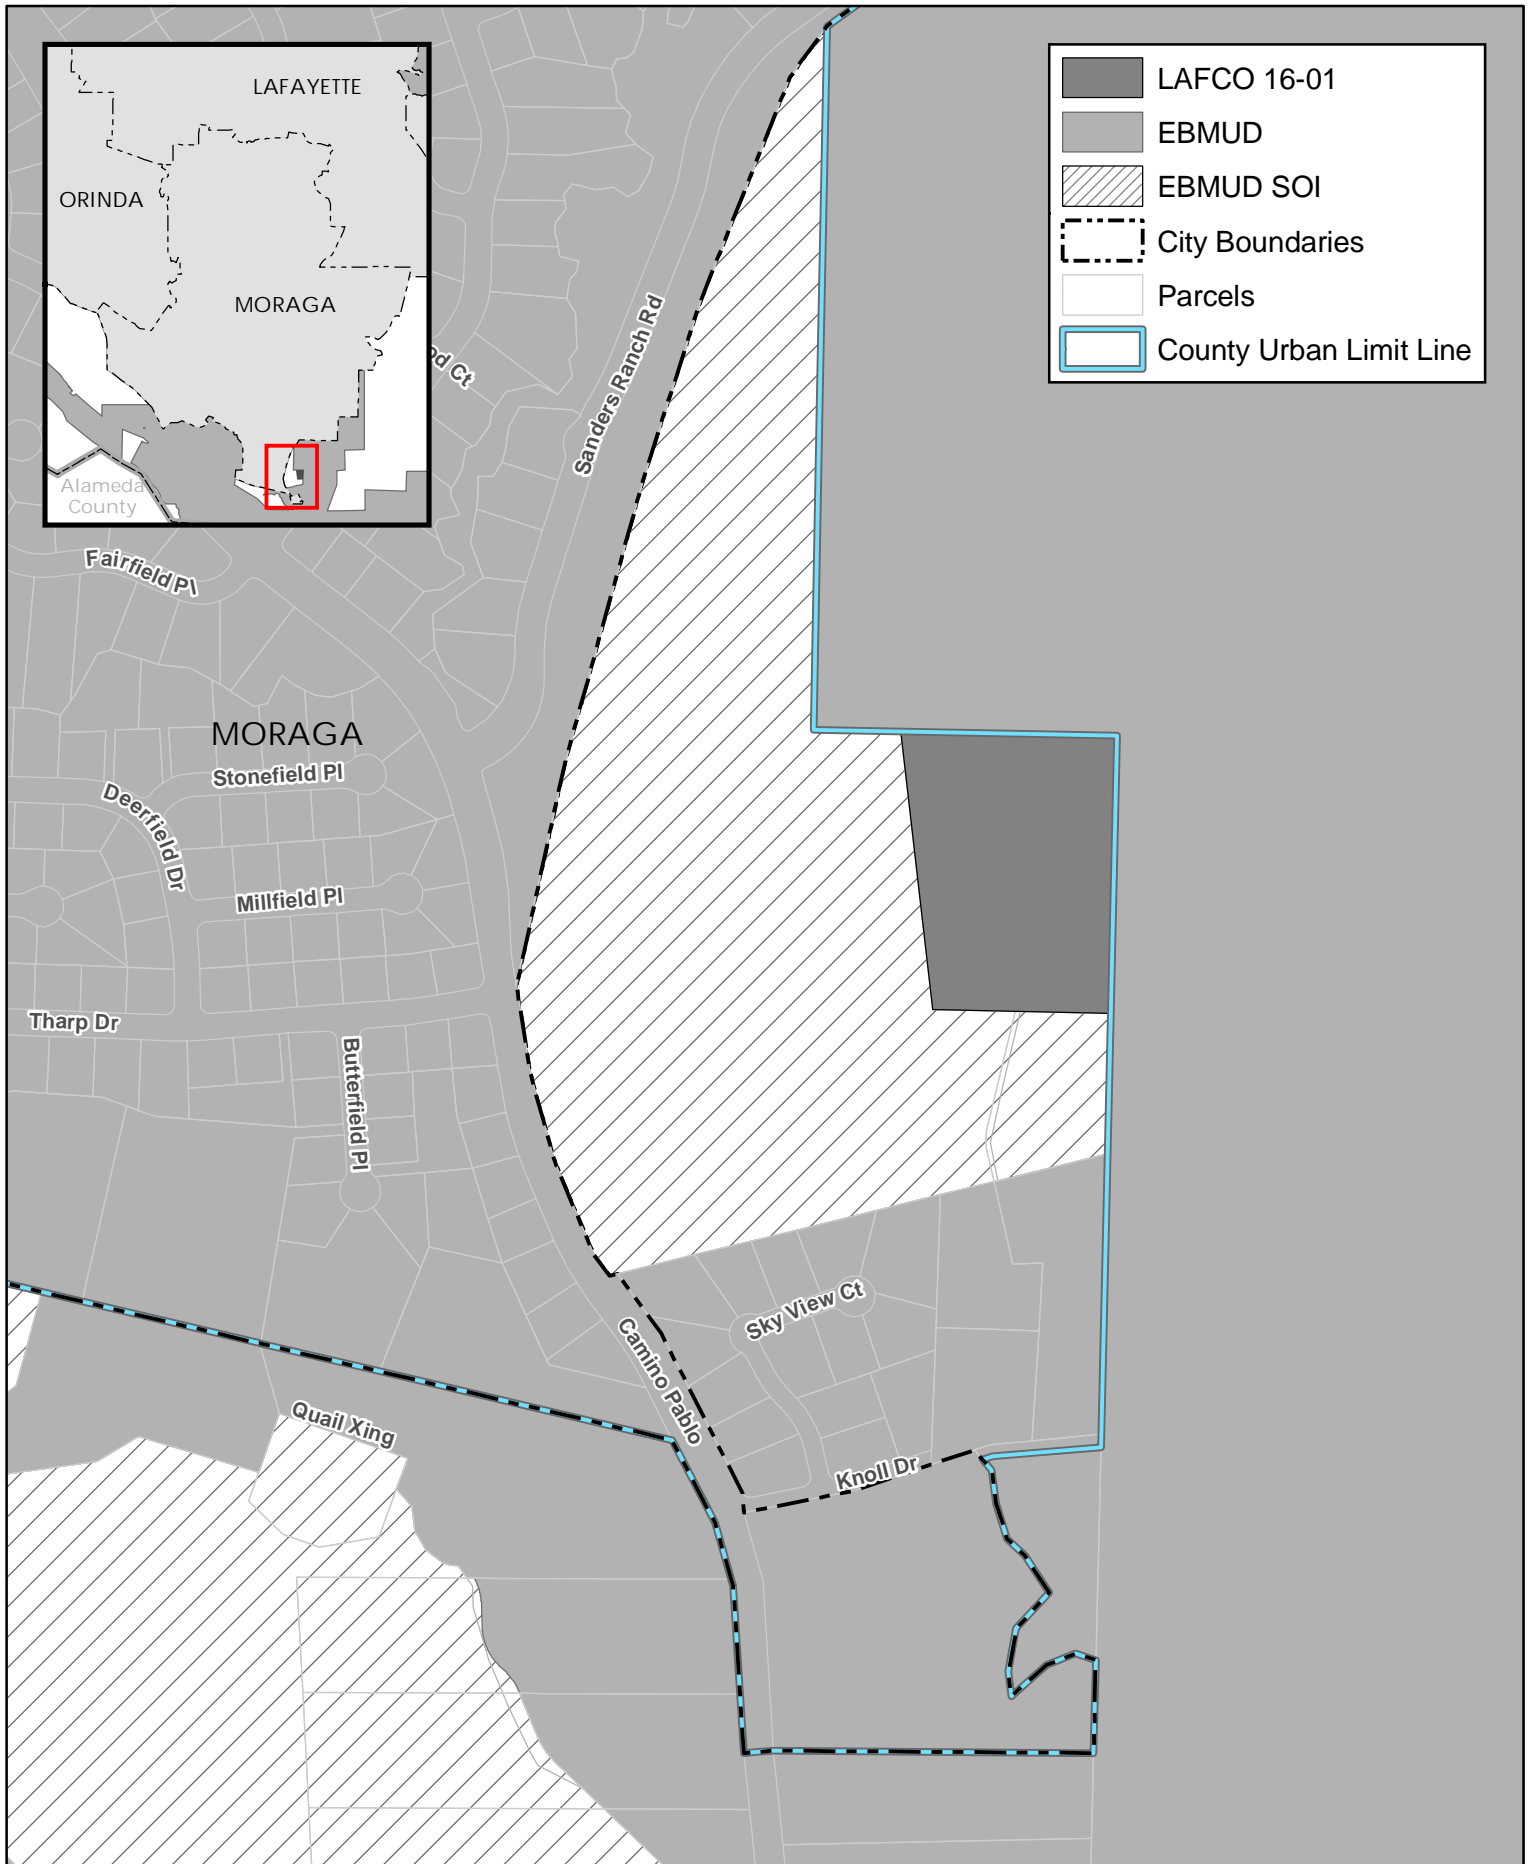 LAFAYETTE
ORINDA
MORAGA
Alameda
County
LAFCO 16-01
EBMUD
EBMUD SOI
City Boundaries
Parcels
County Urban Limit Line
Ct
Sanders Ranch Rd
Fairfield Pl
MORAGA
Stonefield Pl
Deerfield Dr
Millfield Pl
Tharp Dr
Butterfield Pl
Sky View Ct
Camino Pablo
Quail Xing
Knoll Dr